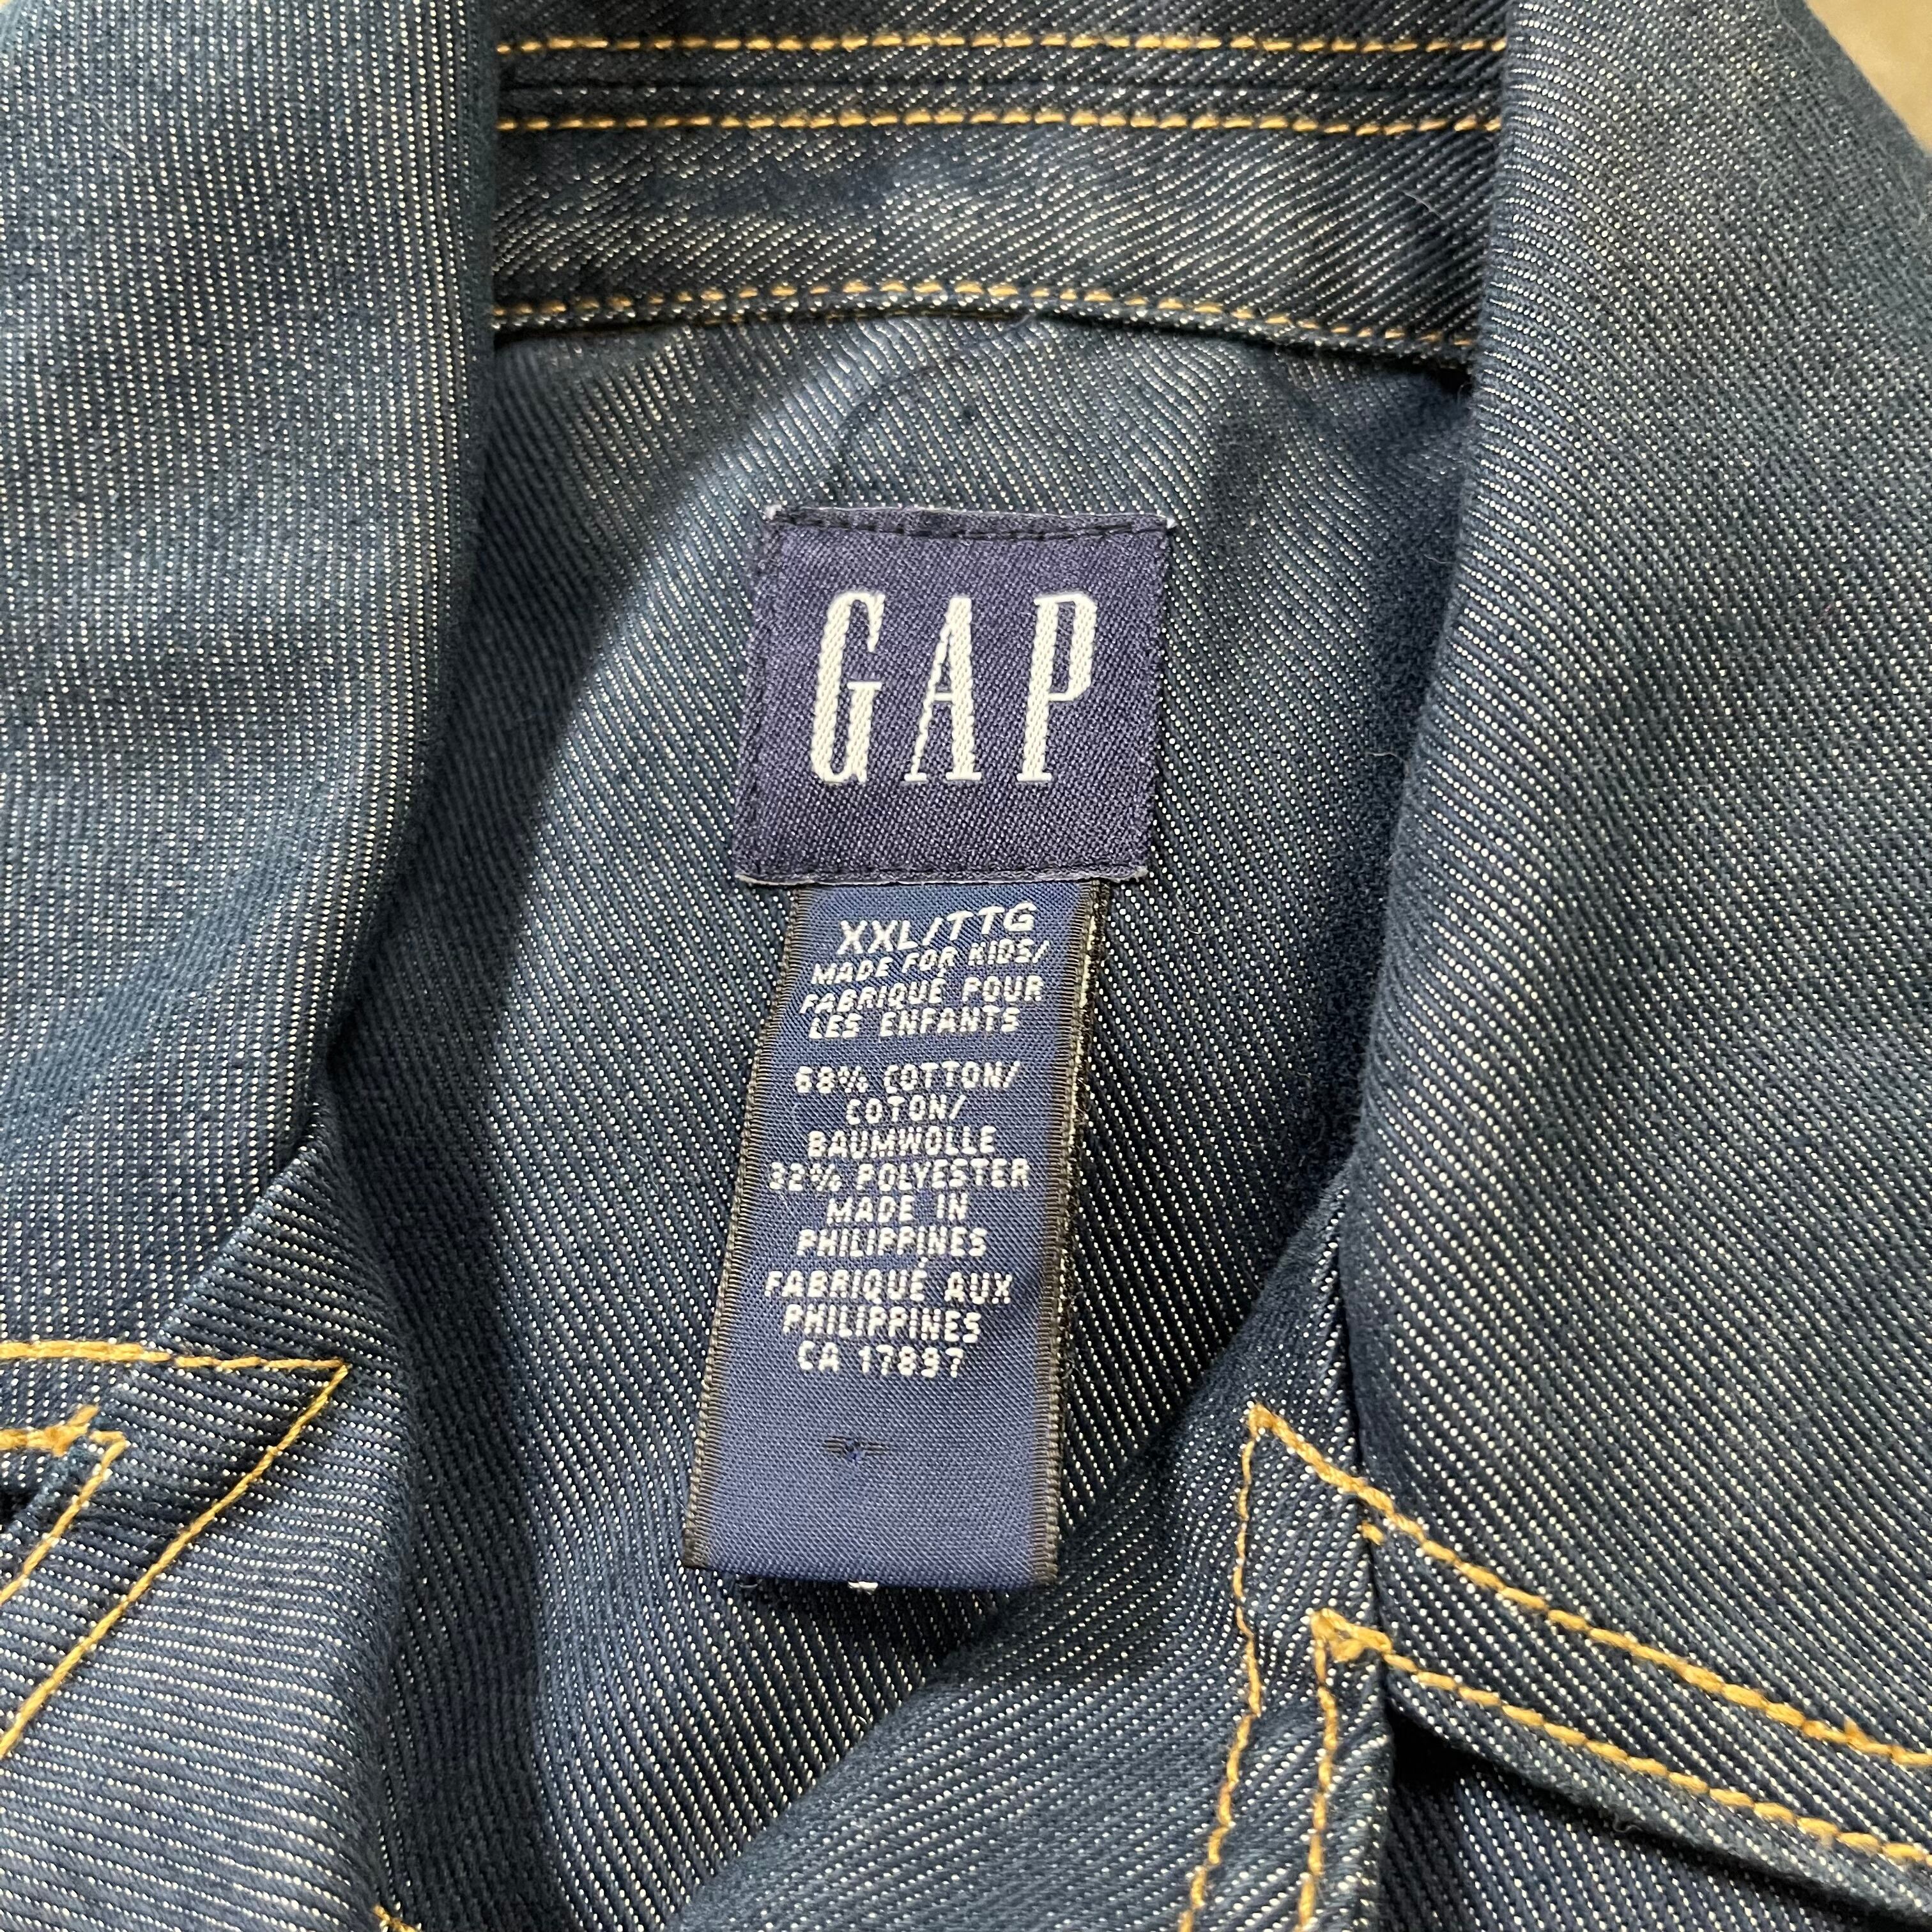 GAP
XXL/TTG
MADE FOR KIDS/
FABRIQUÉ POUR
LES ENFANTS
68% COTTON/
COTON/
BAUMWOLLE
32% POLYESTER
MADE IN
PHILIPPINES
FABRIQUÉ AUX
PHILIPPINES
CA 17897